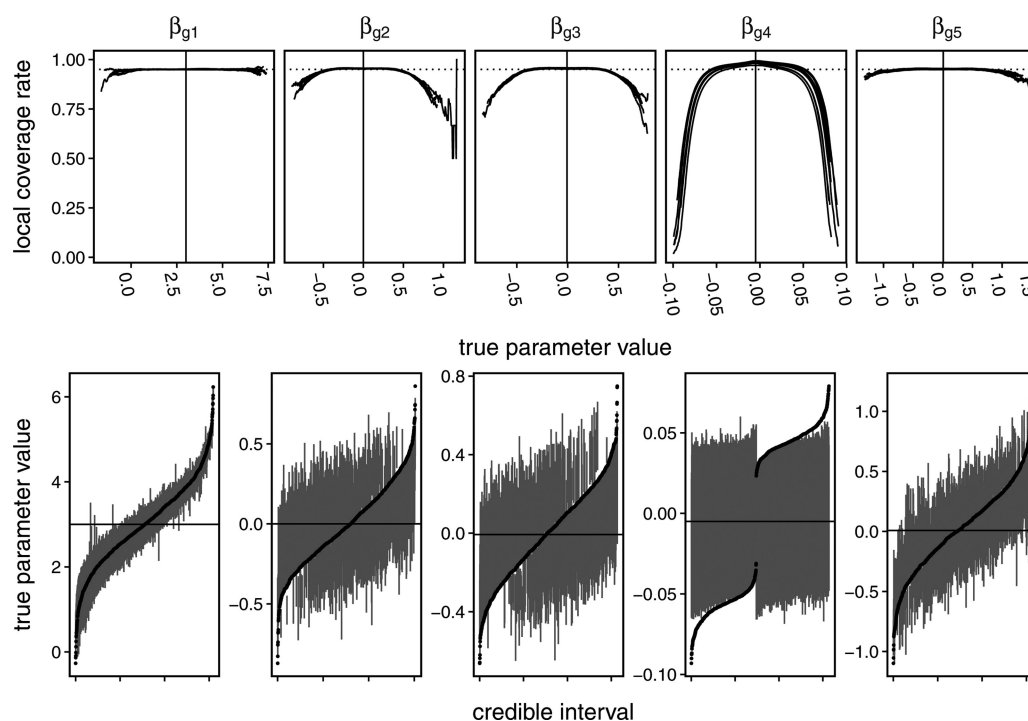 βg1 βg2 βg3 βg4 βg5
local coverage rate
1.00
0.75
0.50
0.25
0.00
0.0 2.5 5.0 7.5
−0.5 0.0 0.5 1.0
−0.5 0.0 0.5
−0.10 −0.05 0.00 0.05 0.10
−1.0 −0.5 0.0 0.5 1.0 1.5
true parameter value
true parameter value
6
4
2
0
0.5
0.0
−0.5
0.8
0.4
0.0
−0.4
0.05
0.00
−0.05
−0.10
1.0
0.5
0.0
−0.5
−1.0
credible interval